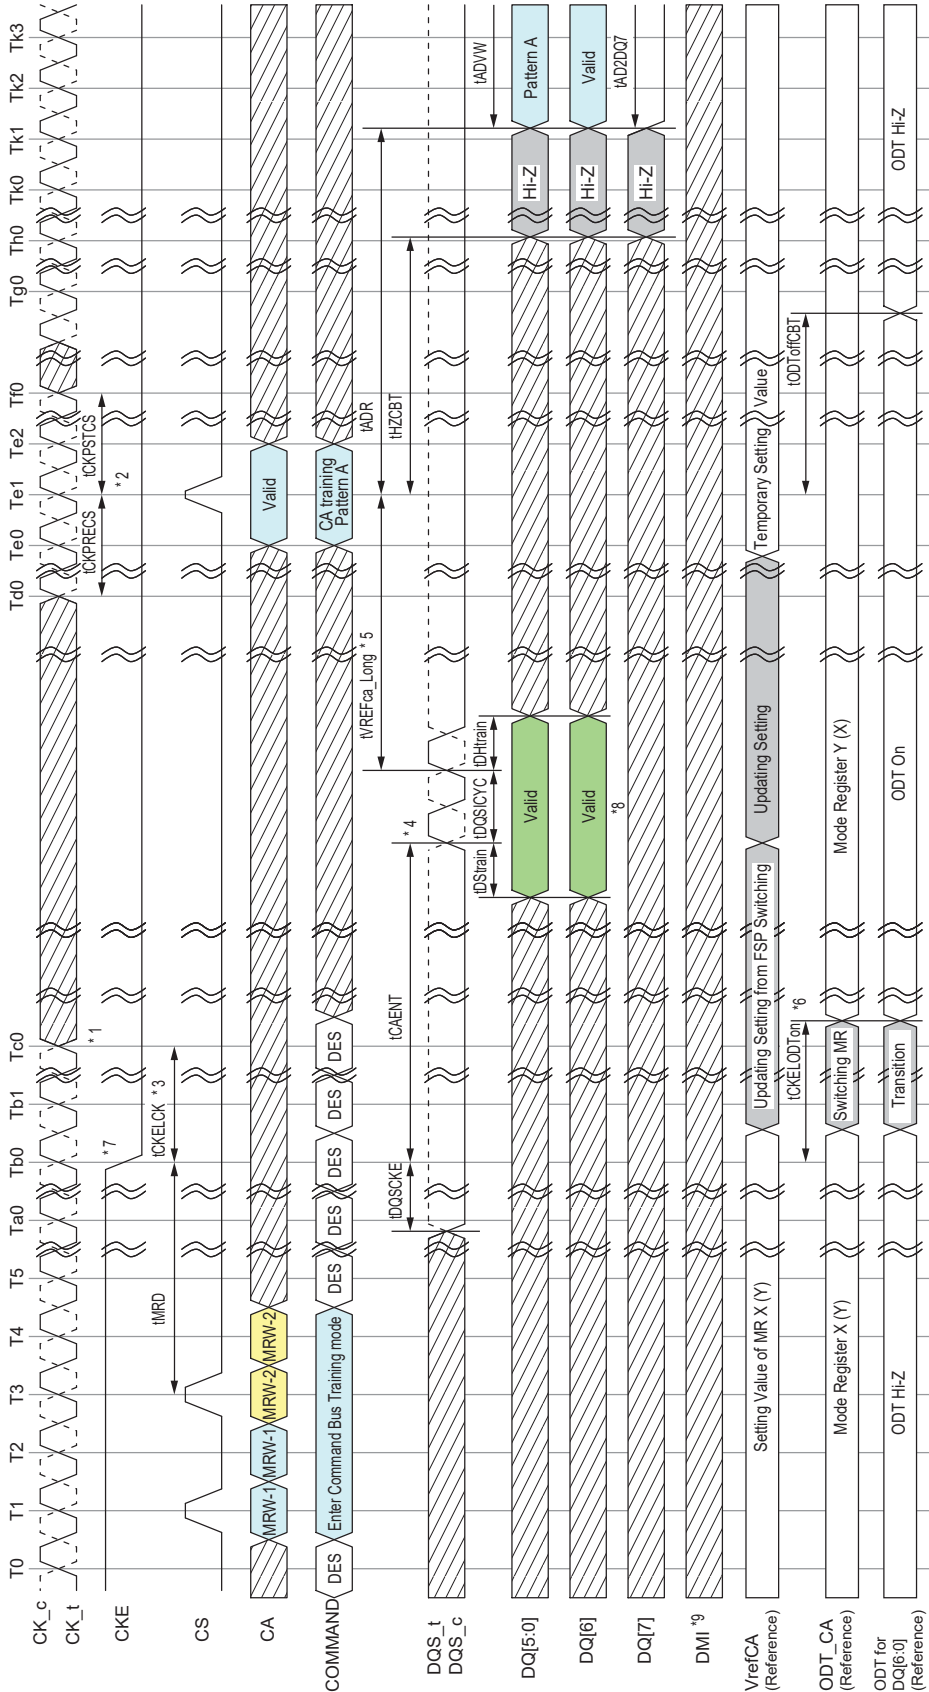 T0 T1 T2 T3 T4 T5 Ta0 Tb0 Tb1 Tc0 Td0 Te0 Te1 Te2 Tf0 Tg0 Th0 Tk0 Tk1 Tk2 Tk3
CK_c
CK_t
tCKPRECS tCKPSTCS
*1 *2
CKE
*7
tMRD tCKELCK *3
CS
CA
MRW-1 MRW-1 MRW-2 MRW-2 Valid
COMMAND
DES Enter Command Bus Training mode DES DES DES DES DES CA training
Pattern A
tVREFca_Long *5 tADR
tDQSCKE tCAENT *4 tHZCBT
DQS_t
DQS_c
tDStrain tDQSICYC tDHtrain tADVW
DQ[5:0]
Valid Hi-Z Pattern A
DQ[6]
Valid Hi-Z Valid
*8
DQ[7]
Hi-Z tAD2DQ7
DMI *9
VrefCA
(Reference)
Setting Value of MR X (Y) Updating Setting from FSP Switching Updating Setting Temporary Setting Value
tCKELODTon *6 tODToffCBT
ODT_CA
(Reference)
Mode Register X (Y) Switching MR Mode Register Y (X)
ODT for
DQ[6:0]
(Reference)
ODT Hi-Z Transition ODT On ODT Hi-Z